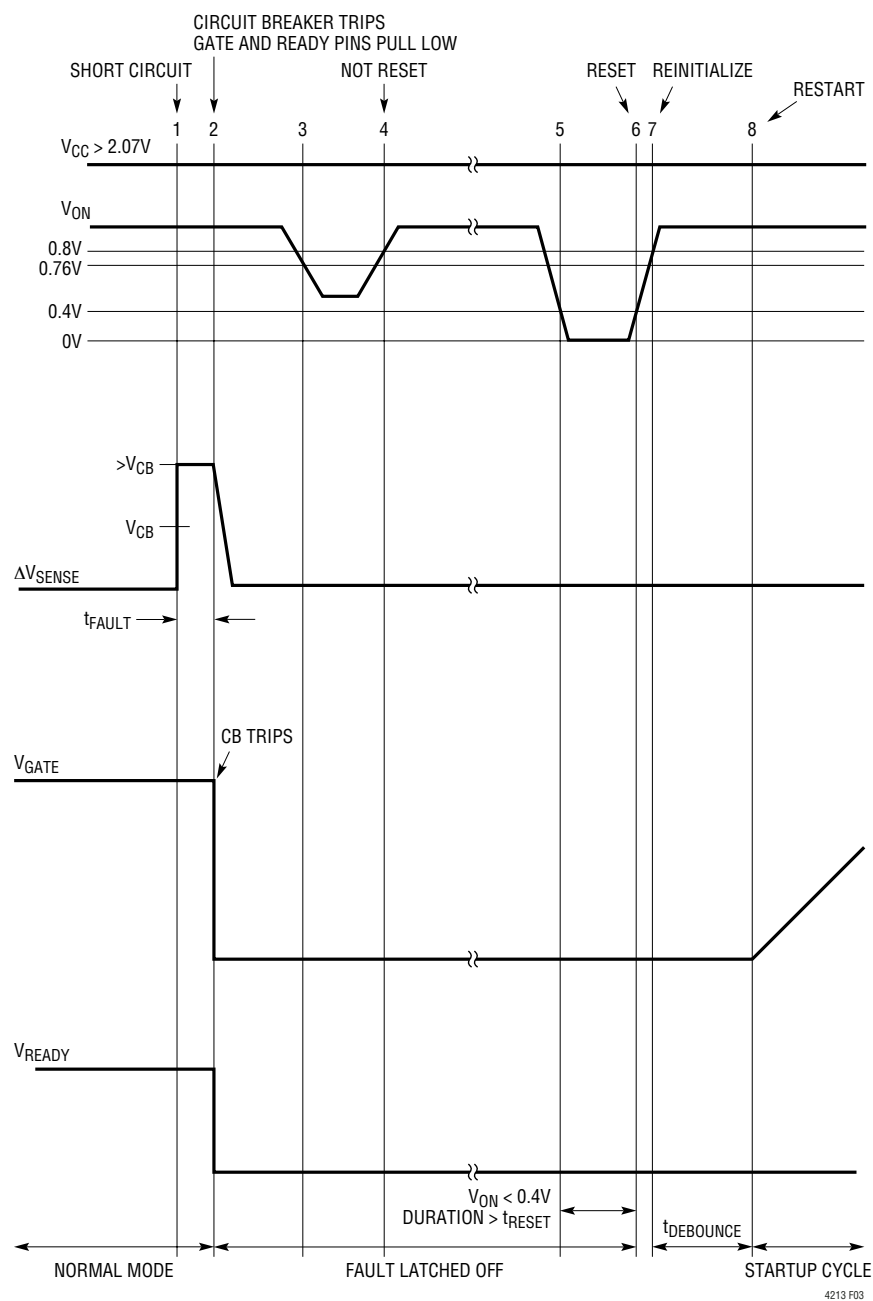 CIRCUIT BREAKER TRIPS
GATE AND READY PINS PULL LOW
SHORT CIRCUIT
NOT RESET
RESET
REINITIALIZE
RESTART
1
2
3
4
5
6
7
8
VCC > 2.07V
VON
0.8V
0.76V
0.4V
0V
>VCB
VCB
ΔVSENSE
tFAULT
CB TRIPS
VGATE
VREADY
VON < 0.4V
DURATION > tRESET
tDEBOUNCE
NORMAL MODE
FAULT LATCHED OFF
STARTUP CYCLE
4213 F03